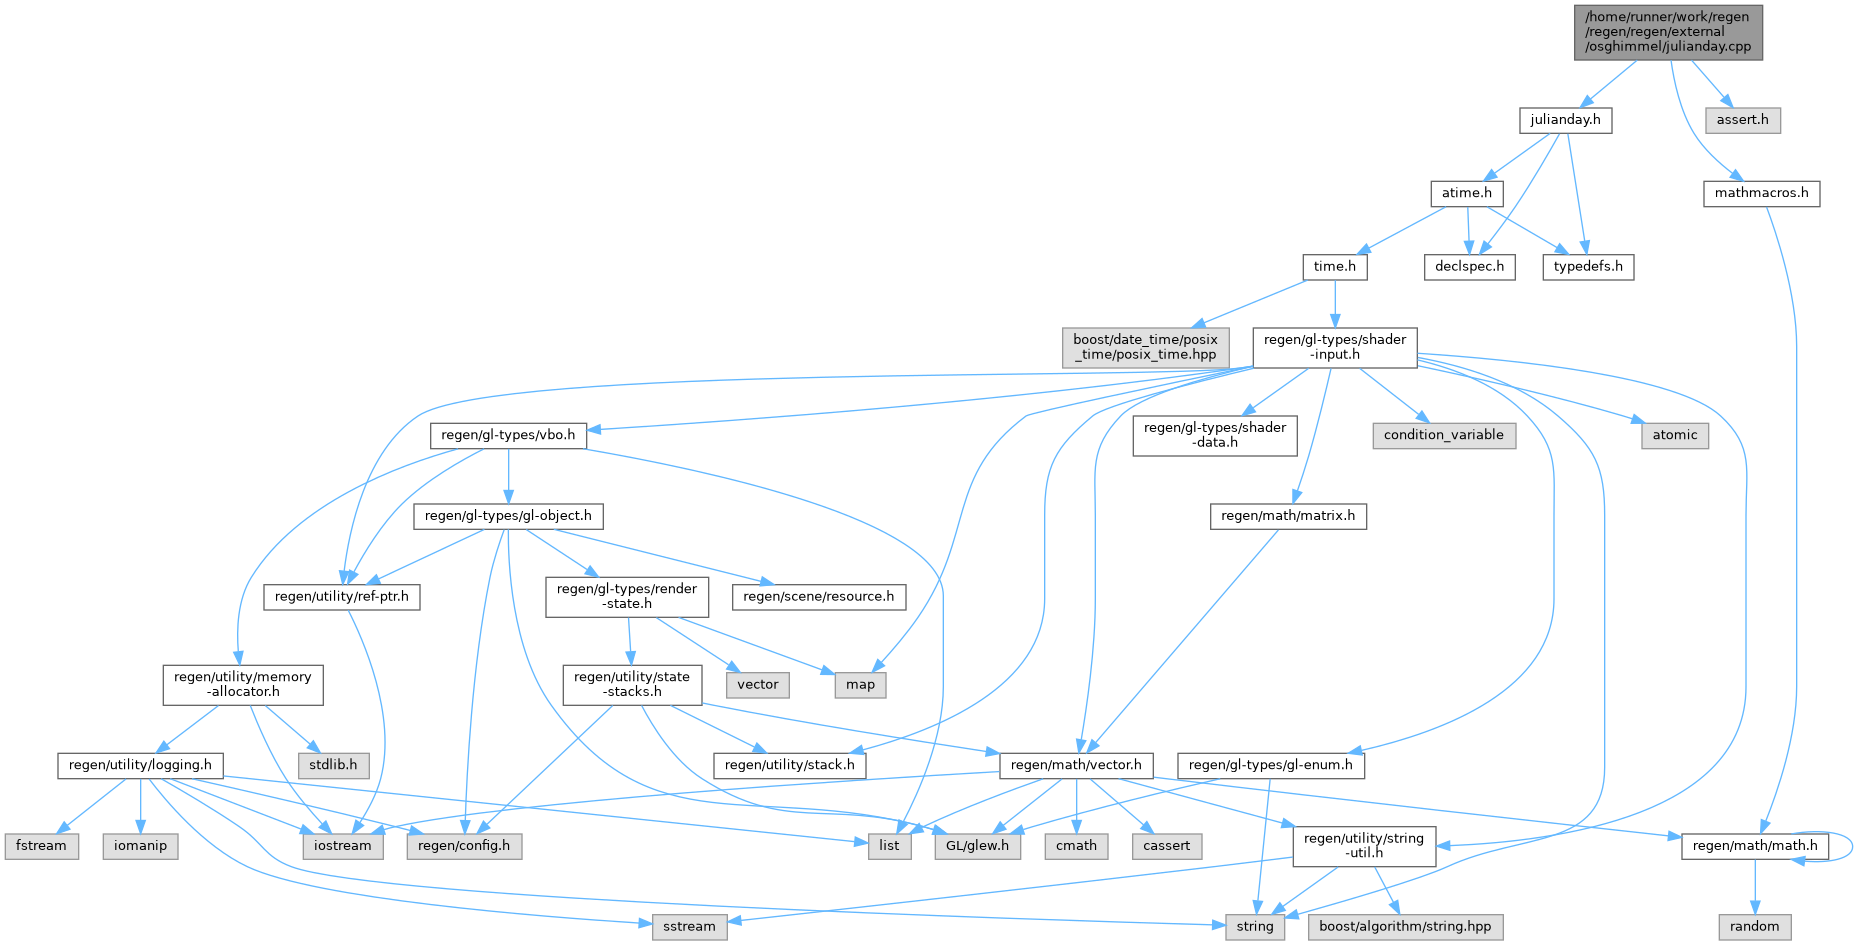 /home/runner/work/regen
/regen/regen/external
/osghimmel/julianday.cpp
julianday.h
assert.h
atime.h
mathmacros.h
time.h
declspec.h
typedefs.h
boost/date_time/posix
_time/posix_time.hpp
regen/gl-types/shader
-input.h
regen/gl-types/vbo.h
regen/gl-types/shader
-data.h
condition_variable
atomic
regen/gl-types/gl-object.h
regen/math/matrix.h
regen/utility/ref-ptr.h
regen/gl-types/render
-state.h
regen/scene/resource.h
regen/utility/memory
-allocator.h
regen/utility/state
-stacks.h
vector
map
regen/utility/logging.h
stdlib.h
regen/utility/stack.h
regen/math/vector.h
regen/gl-types/gl-enum.h
fstream
iomanip
iostream
regen/config.h
list
GL/glew.h
cmath
cassert
regen/utility/string
-util.h
regen/math/math.h
sstream
string
boost/algorithm/string.hpp
random